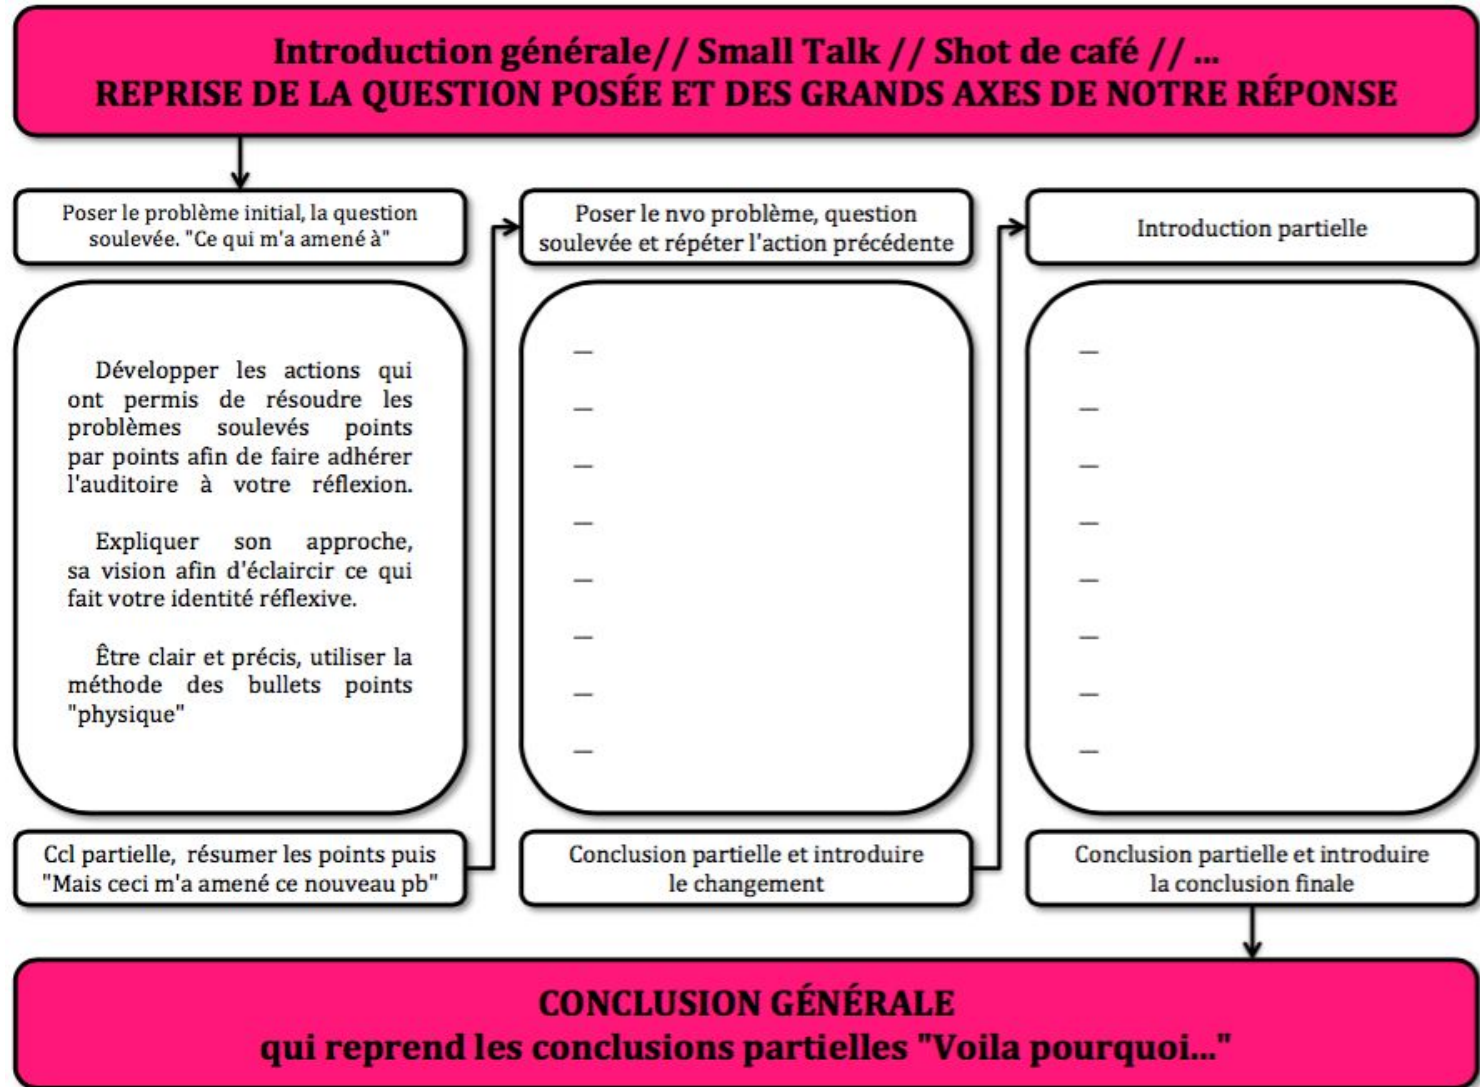 Introduction générale// Small Talk // Shot de café // ...
REPRISE DE LA QUESTION POSÉE ET DES GRANDS AXES DE NOTRE RÉPONSE
Poser le problème initial, la question
soulevée. "Ce qui m'a amené à"
Développer les actions qui
ont permis de résoudre les
problèmes soulevés points
par points afin de faire adhérer
l'auditoire à votre réflexion.
Expliquer son approche,
sa vision afin d'éclaircir ce qui
fait votre identité réflexive.
Être clair et précis, utiliser la
méthode des bullets points
"physique"
Ccl partielle, résumer les points puis
"Mais ceci m'a amené ce nouveau pb"
Poser le nvo problème, question
soulevée et répéter l'action précédente
—
—
—
—
—
—
—
—
Conclusion partielle et introduire
le changement
Introduction partielle
—
—
—
—
—
—
—
—
Conclusion partielle et introduire
la conclusion finale
CONCLUSION GÉNÉRALE
qui reprend les conclusions partielles "Voila pourquoi..."